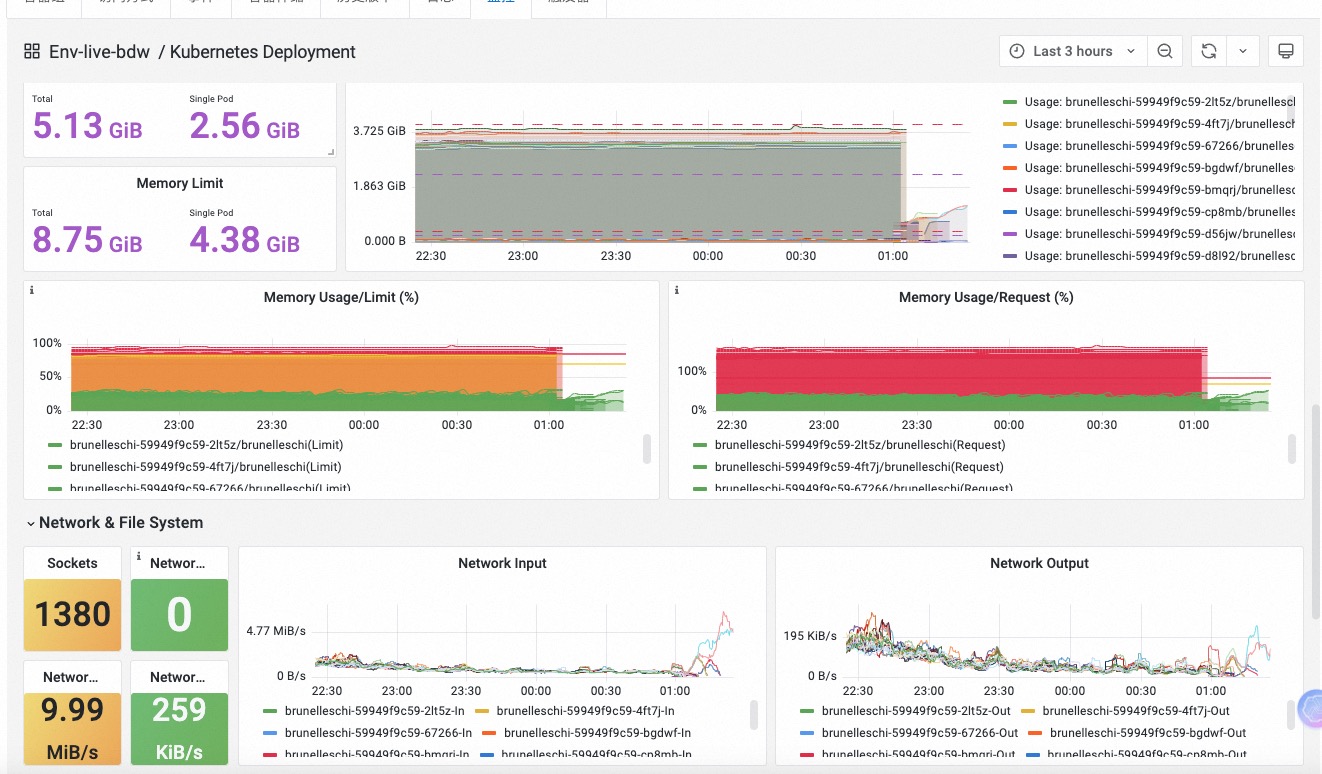 监控
Env-live-bdw / Kubernetes Deployment
Last 3 hours
Total
Single Pod
5.13 GiB
2.56 GiB
Memory Limit
Total
Single Pod
8.75 GiB
4.38 GiB
3.725 GiB
1.863 GiB
0.000 B
22:30 23:00 23:30 00:00 00:30 01:00
Usage: brunelleschi-59949f9c59-2lt5z/brunellescl
Usage: brunelleschi-59949f9c59-4ft7j/brunellesch
Usage: brunelleschi-59949f9c59-67266/brunelles
Usage: brunelleschi-59949f9c59-bgdwf/brunelles
Usage: brunelleschi-59949f9c59-bmqrj/brunellesc
Usage: brunelleschi-59949f9c59-cp8mb/brunelles
Usage: brunelleschi-59949f9c59-d56jw/brunellesc
Usage: brunelleschi-59949f9c59-d8l92/brunellesc
i
Memory Usage/Limit (%)
100%
50%
0%
22:30 23:00 23:30 00:00 00:30 01:00
brunelleschi-59949f9c59-2lt5z/brunelleschi(Limit)
brunelleschi-59949f9c59-4ft7j/brunelleschi(Limit)
brunelleschi-59949f9c59-67266/brunelleschi(Limit)
i
Memory Usage/Request (%)
100%
0%
22:30 23:00 23:30 00:00 00:30 01:00
brunelleschi-59949f9c59-2lt5z/brunelleschi(Request)
brunelleschi-59949f9c59-4ft7j/brunelleschi(Request)
brunelleschi-59949f9c59-67266/brunelleschi(Request)
Network & File System
Sockets
1380
i
Networ...
0
Networ...
9.99
MiB/s
Networ...
259
KiB/s
Network Input
4.77 MiB/s
0 B/s
22:30 23:00 23:30 00:00 00:30 01:00
brunelleschi-59949f9c59-2lt5z-In brunelleschi-59949f9c59-4ft7j-In
brunelleschi-59949f9c59-67266-In brunelleschi-59949f9c59-bgdwf-In
brunelleschi-59949f9c59-bmqrj-In brunelleschi-59949f9c59-cp8mb-In
Network Output
195 KiB/s
0 B/s
22:30 23:00 23:30 00:00 00:30 01:00
brunelleschi-59949f9c59-2lt5z-Out brunelleschi-59949f9c59-4ft7j-Out
brunelleschi-59949f9c59-67266-Out brunelleschi-59949f9c59-bgdwf-Out
brunelleschi-59949f9c59-bmqrj-Out brunelleschi-59949f9c59-cp8mb-Out